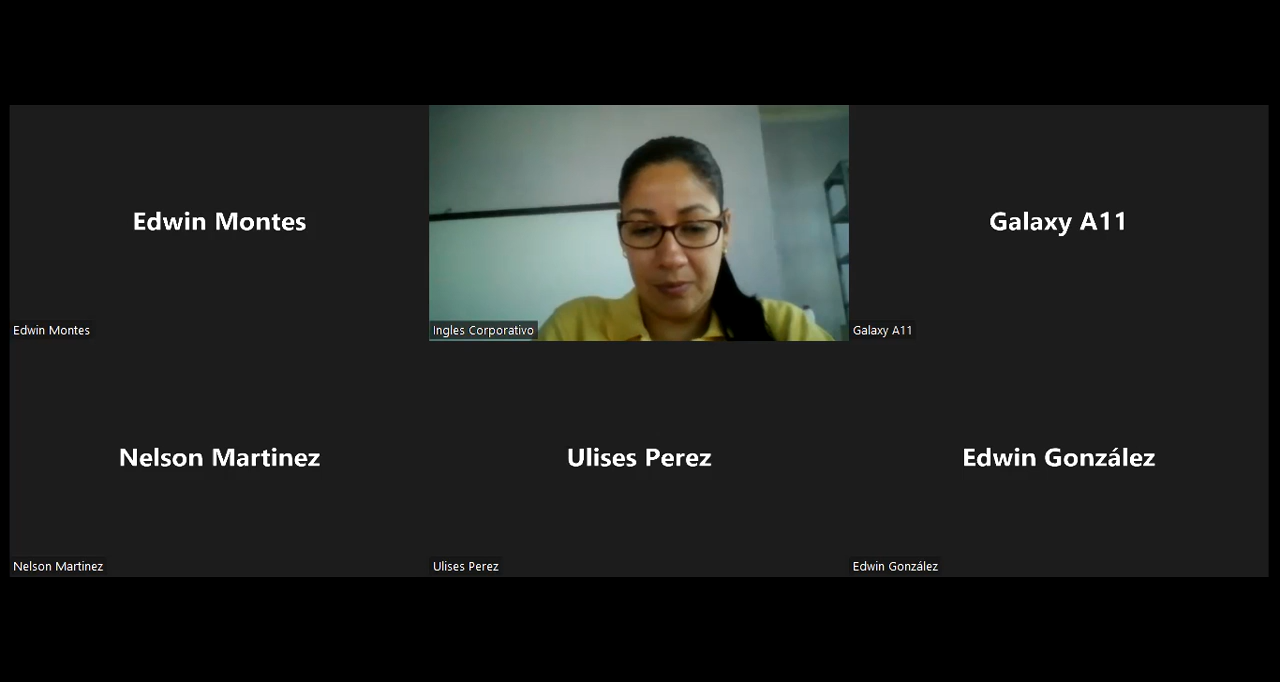 Edwin Montes
Galaxy A11
Edwin Montes
Ingles Corporativo
Galaxy A11
Nelson Martinez
Ulises Perez
Edwin González
Nelson Martinez
Ulises Perez
Edwin González